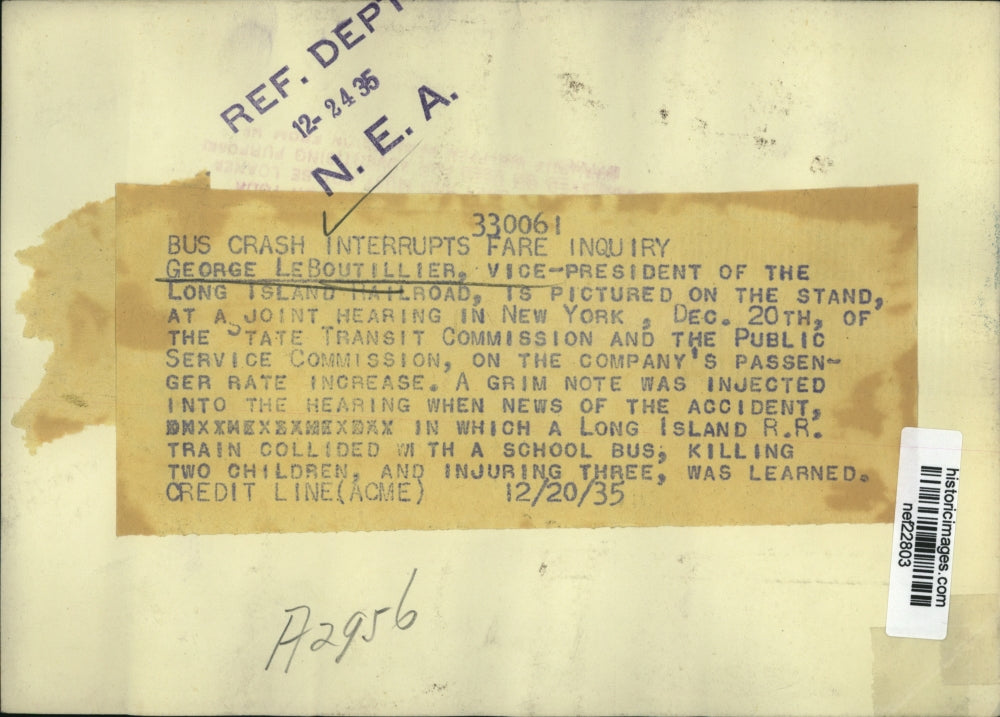 REF. DEPT
12-24 35
N. E. A.
330061
BUS CRASH INTERRUPTS FARE INQUIRY
GEORGE LEBOUTILLIER, VICE-PRESIDENT OF THE
LONG ISLAND RAILROAD, IS PICTURED ON THE STAND,
AT A JOINT HEARING IN NEW YORK , DEC. 20TH, OF
THE STATE TRANSIT COMMISSION AND THE PUBLIC
SERVICE COMMISSION, ON THE COMPANY'S PASSEN-
GER RATE INCREASE. A GRIM NOTE WAS INJECTED
INTO THE HEARING WHEN NEWS OF THE ACCIDENT,
IN WHICH A LONG ISLAND R.R.
TRAIN COLLIDED WITH A SCHOOL BUS, KILLING
TWO CHILDREN, AND INJURING THREE, WAS LEARNED.
CREDIT LINE(ACME) 12/20/35
A2956
historicimages.com
nef22803